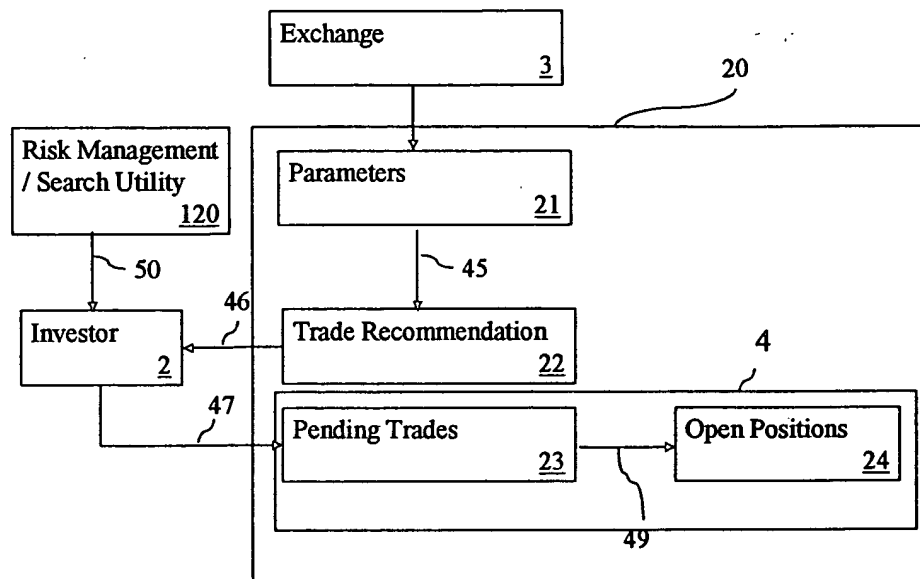 Exchange
3
20
Risk Management
/ Search Utility
120
Parameters
21
50
45
46
Investor
2
Trade Recommendation
22
4
47
Pending Trades
23
Open Positions
24
49